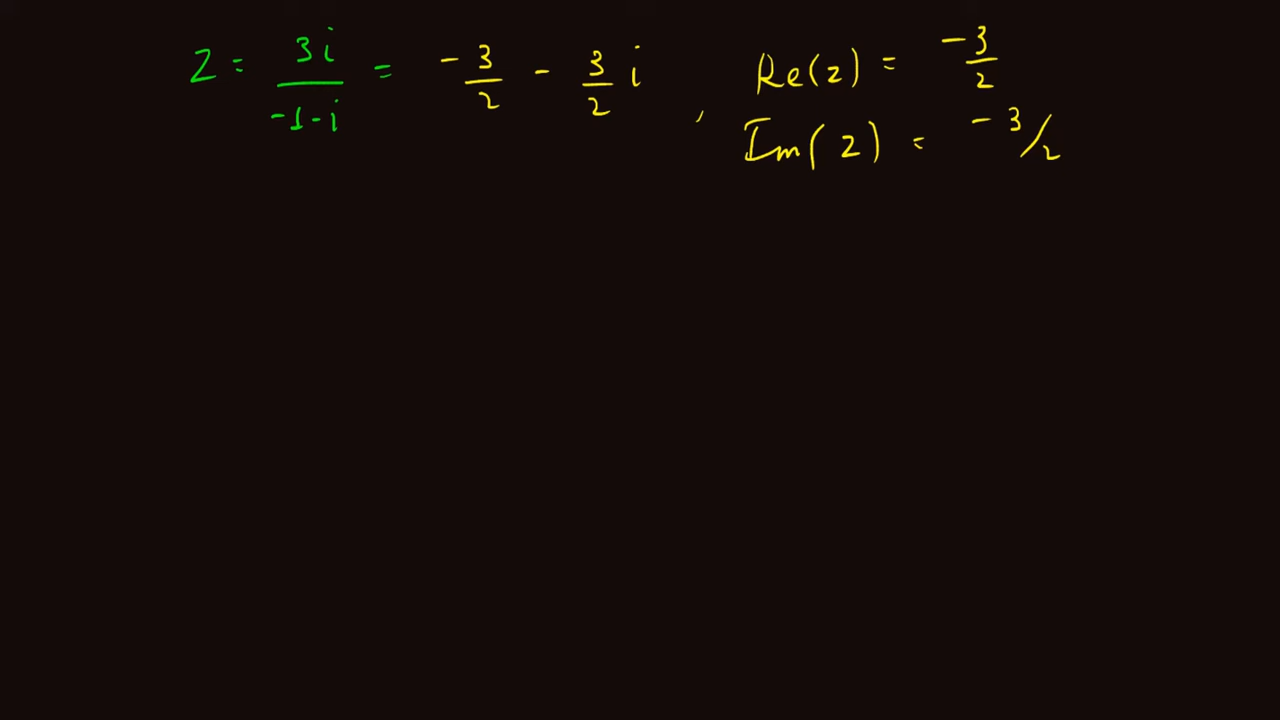 z = 3i/(-1-i) = -3/2 - 3/2 i , Re(z) = -3/2
Im(z) = -3/2